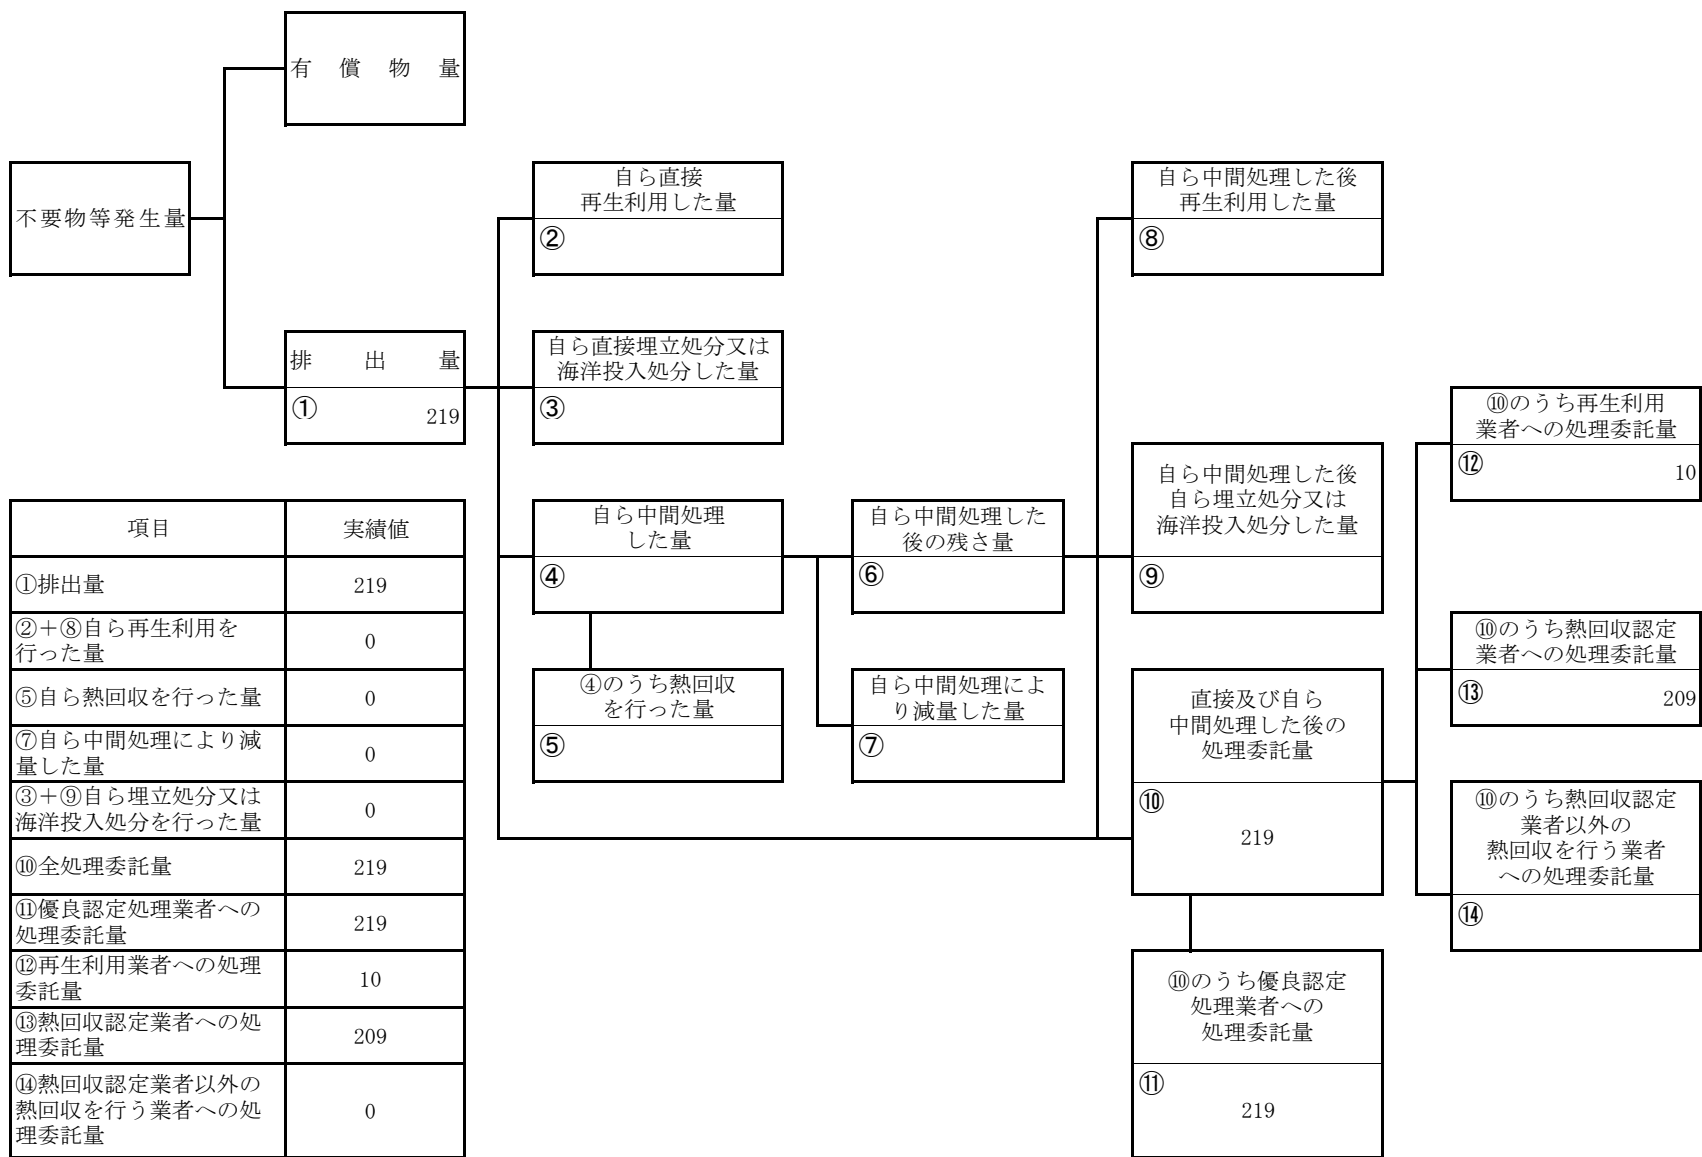 有償物量
不要物等発生量
自ら直接
再生利用した量
②
自ら中間処理した後
再生利用した量
⑧
排出量
①
219
自ら直接埋立処分又は
海洋投入処分した量
③
⑩のうち再生利用
業者への処理委託量
⑫
10
自ら中間処理
した量
④
自ら中間処理した
後の残さ量
⑥
自ら中間処理した後
自ら埋立処分又は
海洋投入処分した量
⑨
⑩のうち熱回収認定
業者への処理委託量
⑬
209
④のうち熱回収
を行った量
⑤
自ら中間処理によ
り減量した量
⑦
直接及び自ら
中間処理した後の
処理委託量
⑩
219
⑩のうち熱回収認定
業者以外の
熱回収を行う業者
への処理委託量
⑭
⑩のうち優良認定
処理業者への
処理委託量
⑪
219
項目 実績値
①排出量 219
②+⑧自ら再生利用を
行った量
0
⑤自ら熱回収を行った量 0
⑦自ら中間処理により減
量した量
0
③+⑨自ら埋立処分又は
海洋投入処分を行った量
0
⑩全処理委託量 219
⑪優良認定処理業者への
処理委託量
219
⑫再生利用業者への処理
委託量
10
⑬熱回収認定業者への処
理委託量
209
⑭熱回収認定業者以外の
熱回収を行う業者への処
理委託量
0